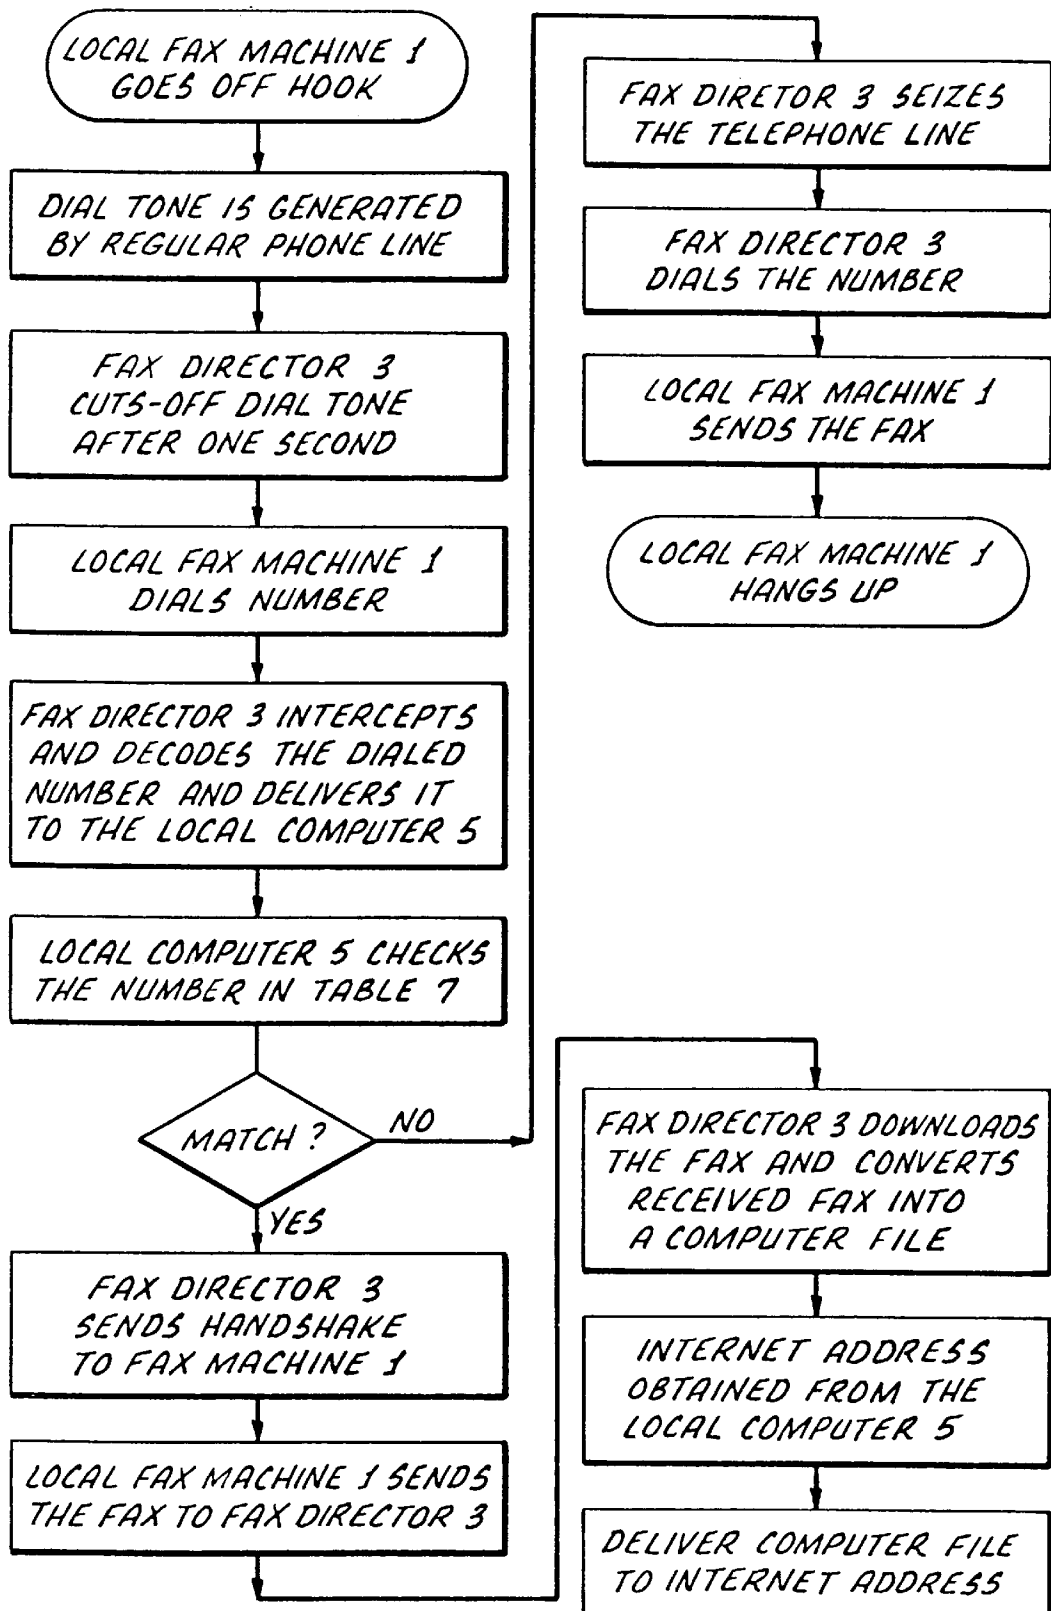 LOCAL FAX MACHINE 1
GOES OFF HOOK
DIAL TONE IS GENERATED
BY REGULAR PHONE LINE
FAX DIRECTOR 3
CUTS-OFF DIAL TONE
AFTER ONE SECOND
LOCAL FAX MACHINE 1
DIALS NUMBER
FAX DIRECTOR 3 INTERCEPTS
AND DECODES THE DIALED
NUMBER AND DELIVERS IT
TO THE LOCAL COMPUTER 5
LOCAL COMPUTER 5 CHECKS
THE NUMBER IN TABLE 7
MATCH ?
NO
YES
FAX DIRECTOR 3
SENDS HANDSHAKE
TO FAX MACHINE 1
LOCAL FAX MACHINE 1 SENDS
THE FAX TO FAX DIRECTOR 3
FAX DIRETOR 3 SEIZES
THE TELEPHONE LINE
FAX DIRECTOR 3
DIALS THE NUMBER
LOCAL FAX MACHINE 1
SENDS THE FAX
LOCAL FAX MACHINE 1
HANGS UP
FAX DIRECTOR 3 DOWNLOADS
THE FAX AND CONVERTS
RECEIVED FAX INTO
A COMPUTER FILE
INTERNET ADDRESS
OBTAINED FROM THE
LOCAL COMPUTER 5
DELIVER COMPUTER FILE
TO INTERNET ADDRESS